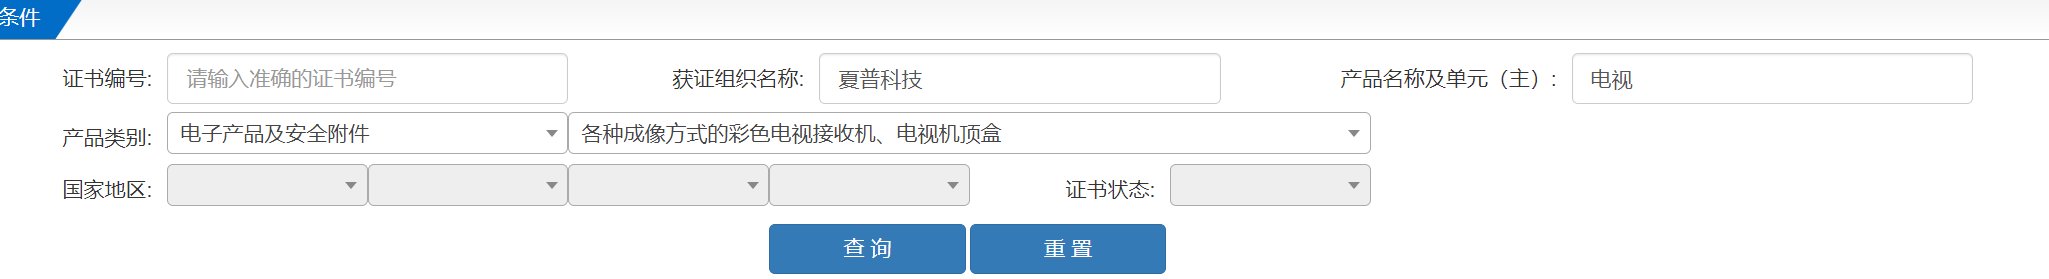 条件
证书编号: 请输入准确的证书编号 获证组织名称: 夏普科技 产品名称及单元（主）: 电视
产品类别: 电子产品及安全附件 各种成像方式的彩色电视接收机、电视机顶盒
国家地区: 证书状态:
查 询 重 置